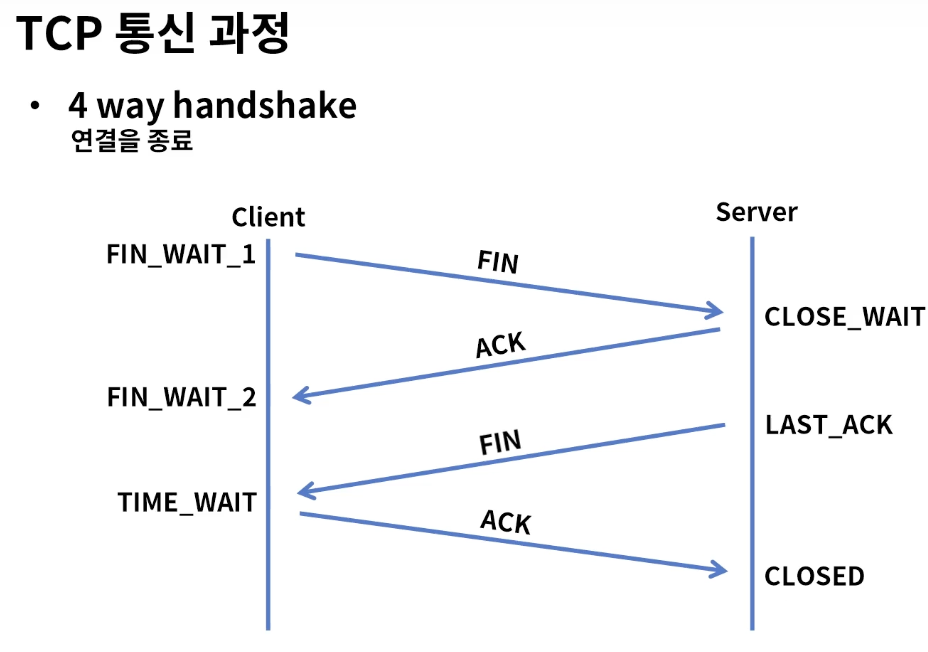 TCP 통신 과정
• 4 way handshake
연결을 종료
Client
Server
FIN_WAIT_1
FIN
CLOSE_WAIT
ACK
FIN_WAIT_2
LAST_ACK
FIN
TIME_WAIT
ACK
CLOSED